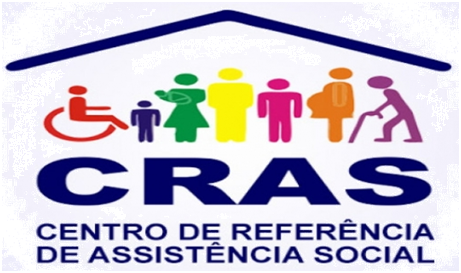 CRAS
CENTRO DE REFERÊNCIA
DE ASSISTÊNCIA SOCIAL